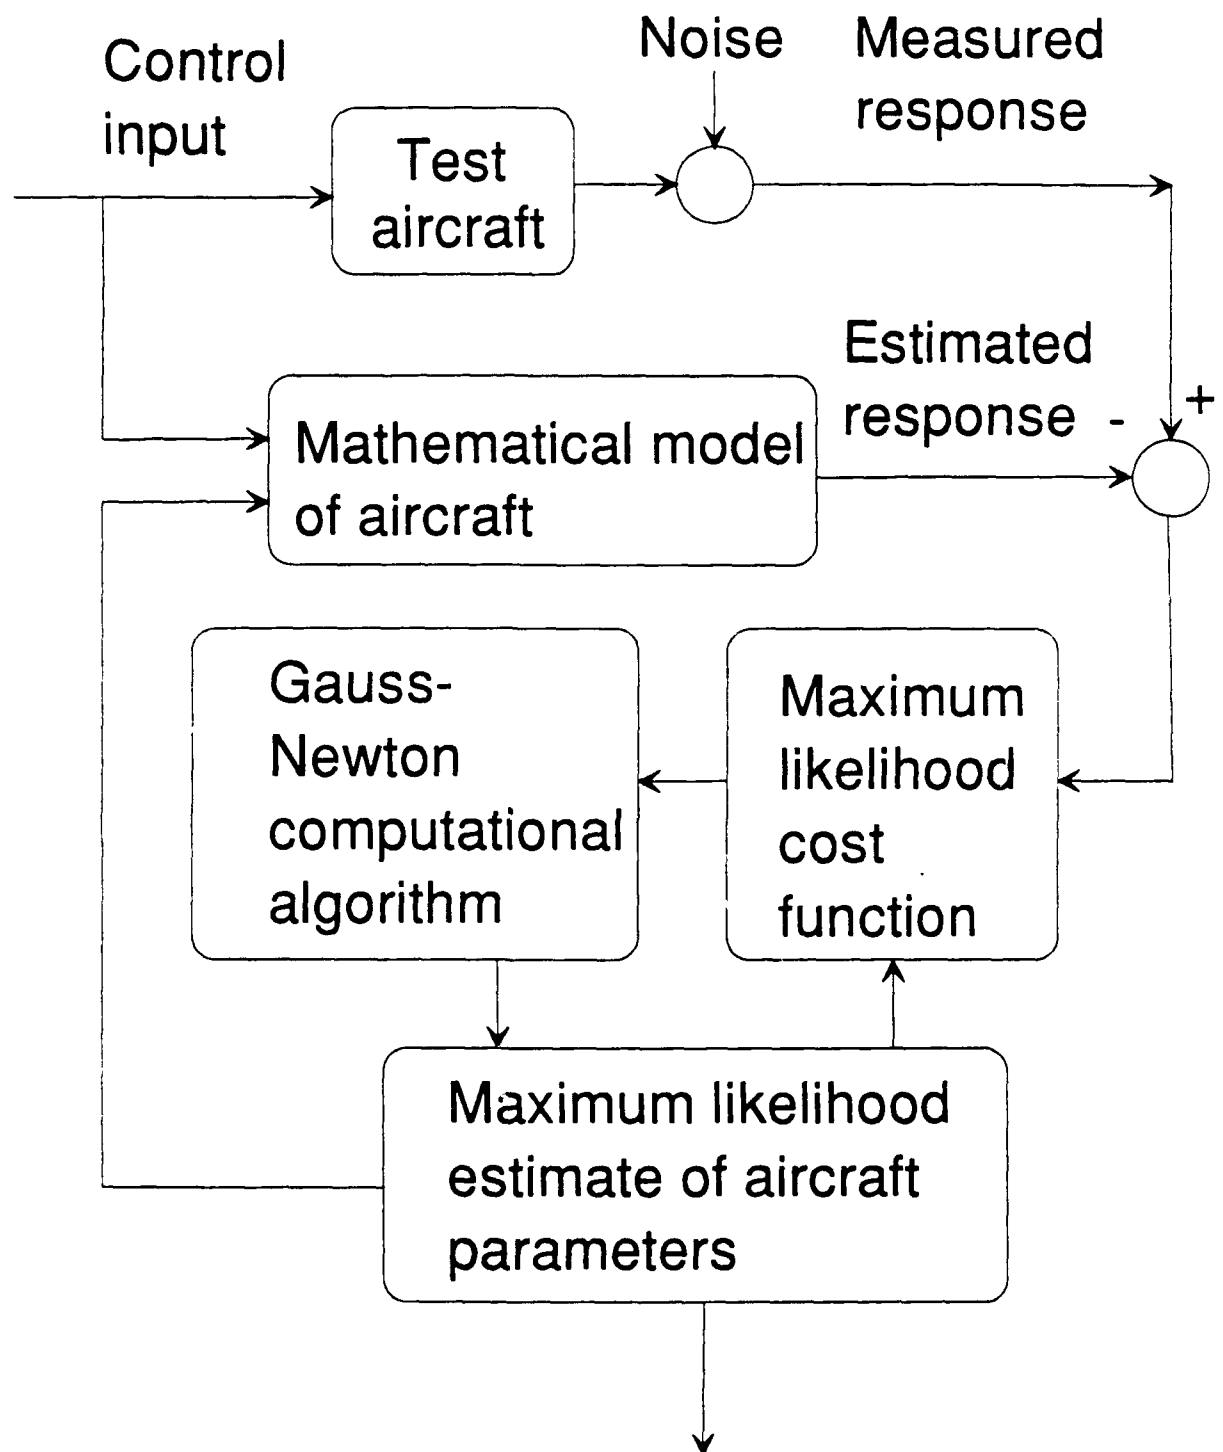 Control
input
Noise
Measured
response
Test
aircraft
Estimated
response - +
Mathematical model
of aircraft
Gauss-
Newton
computational
algorithm
Maximum
likelihood
cost
function
Maximum likelihood
estimate of aircraft
parameters